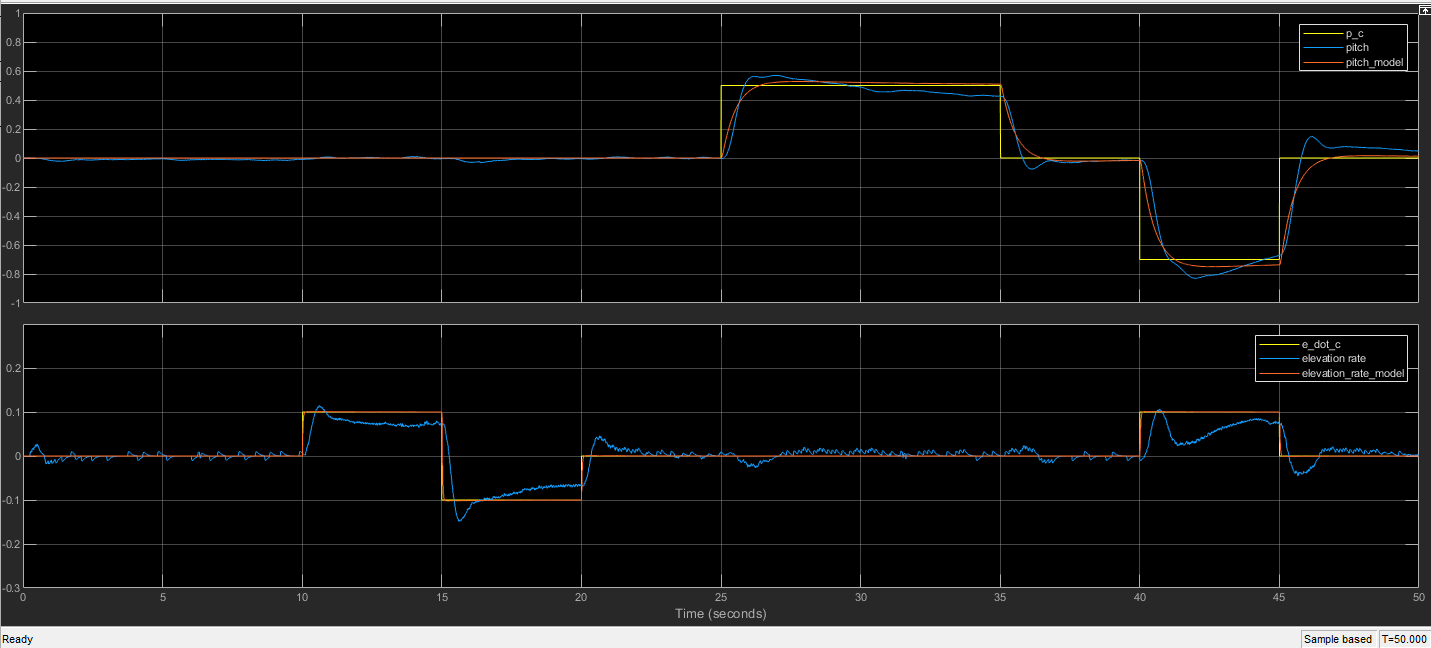 1
0.8
0.6
0.4
0.2
0
-0.2
-0.4
-0.6
-0.8
-1
p_c
pitch
pitch_model
0.2
0.1
0
-0.1
-0.2
-0.3
e_dot_c
elevation rate
elevation_rate_model
0 5 10 15 20 25 30 35 40 45 50
Time (seconds)
Ready
Sample based T=50.000